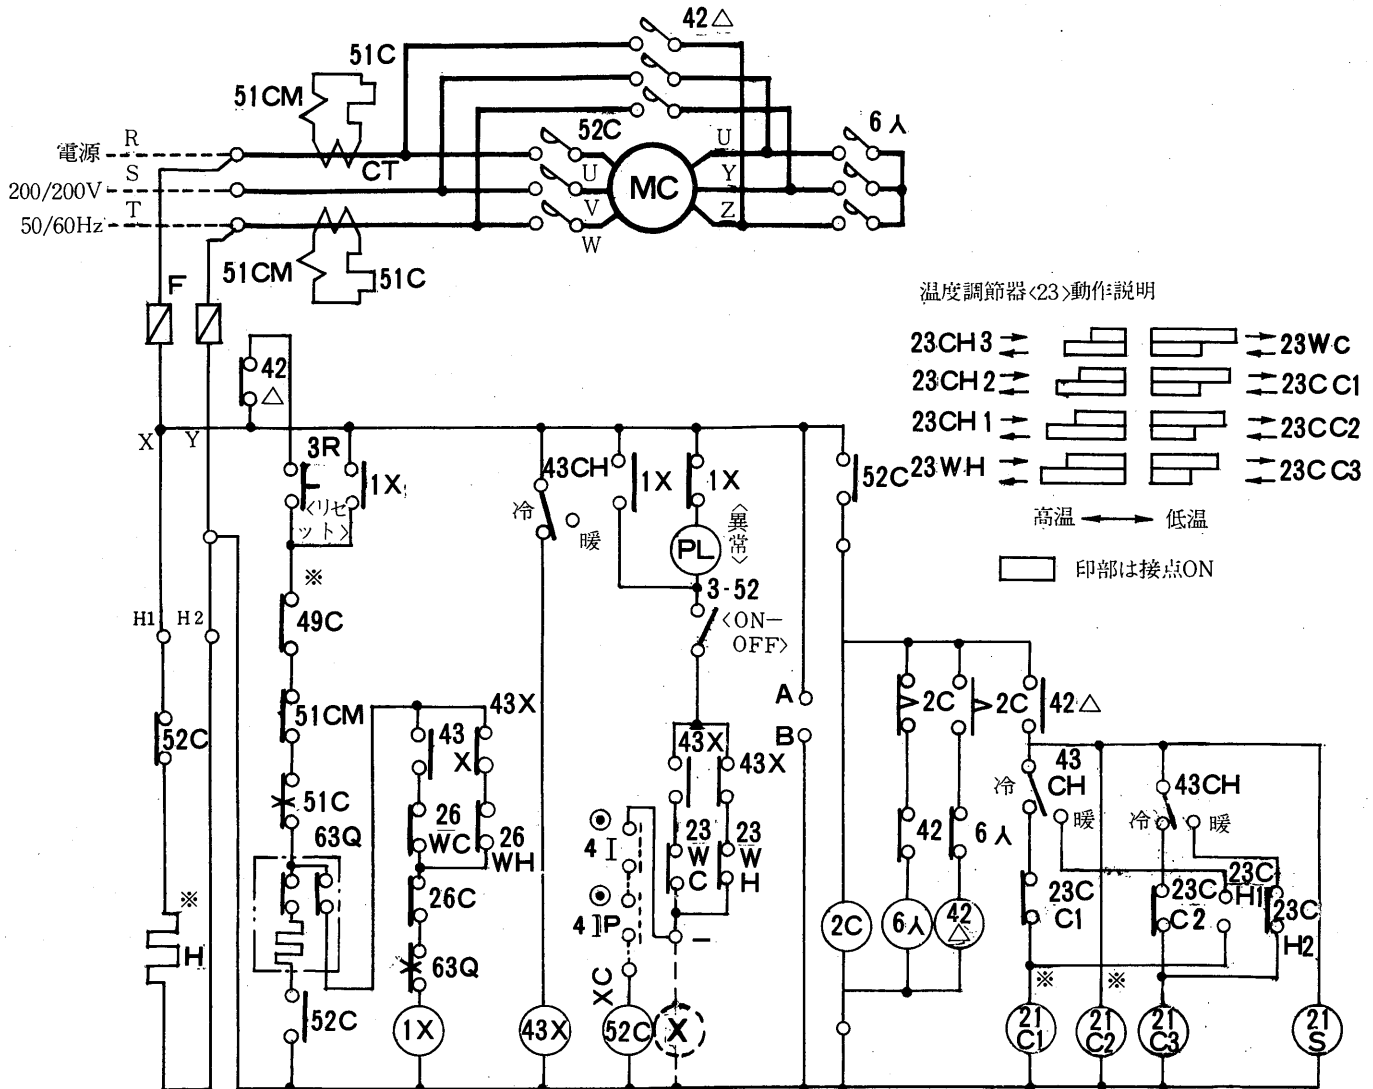 42△
51C
51CM
52C
6人
電源
R
CT
U
S
U
MC
Y
200/200V
V
Z
T
50/60Hz
W
51CM
51C
F
温度調節器<23>動作説明
23CH3
23WC
42
△
23CH2
23CC1
23CH1
23CC2
X
Y
3R
1X
43CH
1X
1X
52C
23WH
23CC3
<リセット>
冷
暖
<異常>
高温
低温
PL
※
3-52
印部は接点ON
H1
H2
49C
<ON-
OFF>
51CM
43X
A
2C
2C
42△
52C
43
X
43X
B
51C
43X
冷
43
CH
43CH
63Q
26
WC
26
WH
4I
23
W
C
23
W
H
42
6人
暖
冷
暖
※
26C
4IP
23C
C1
23C
C2
23C
H1
23C
H2
H
63Q
XC
2C
6人
42
△
※
※
52C
1X
43X
52C
X
21
C1
21
C2
21
C3
21
S